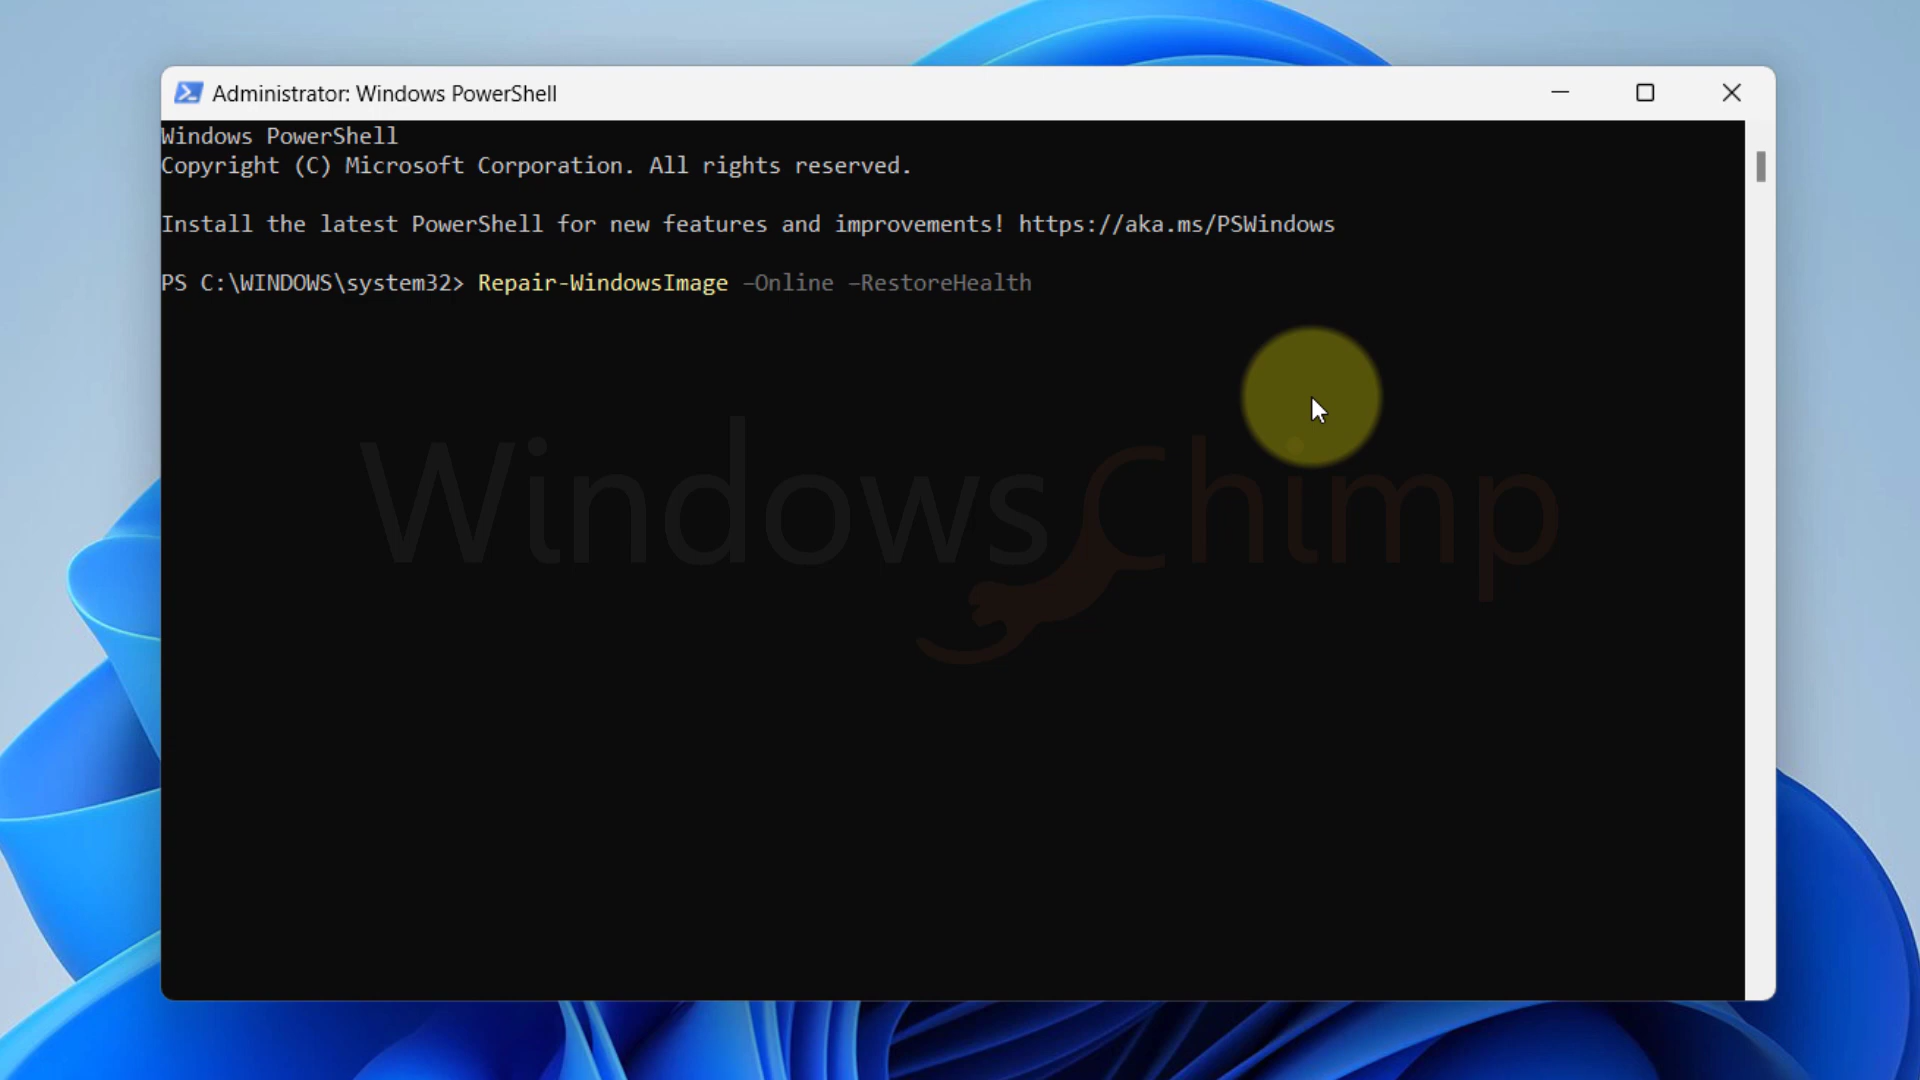 Administrator: Windows PowerShell
Windows PowerShell
Copyright (C) Microsoft Corporation. All rights reserved.
Install the latest PowerShell for new features and improvements! https://aka.ms/PSWindows
PS C:\WINDOWS\system32> Repair-WindowsImage –Online –RestoreHealth
WindowsChimp